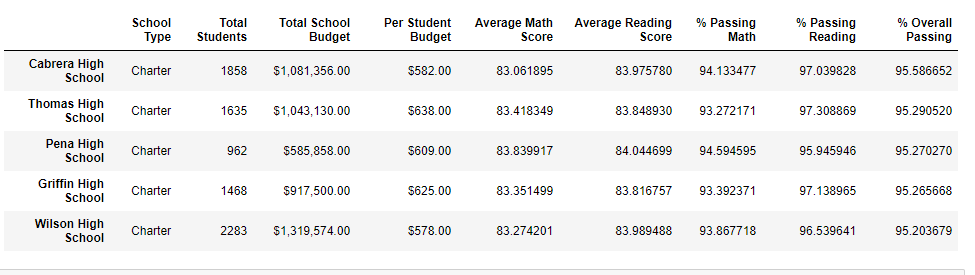 School Type Total Students Total School Budget Per Student Budget Average Math Score Average Reading Score % Passing Math % Passing Reading % Overall Passing
Cabrera High School Charter 1858 $1,081,356.00 $582.00 83.061895 83.975780 94.133477 97.039828 95.586652
Thomas High School Charter 1635 $1,043,130.00 $638.00 83.418349 83.848930 93.272171 97.308869 95.290520
Pena High School Charter 962 $585,858.00 $609.00 83.839917 84.044699 94.594595 95.945946 95.270270
Griffin High School Charter 1468 $917,500.00 $625.00 83.351499 83.816757 93.392371 97.138965 95.265668
Wilson High School Charter 2283 $1,319,574.00 $578.00 83.274201 83.989488 93.867718 96.539641 95.203679